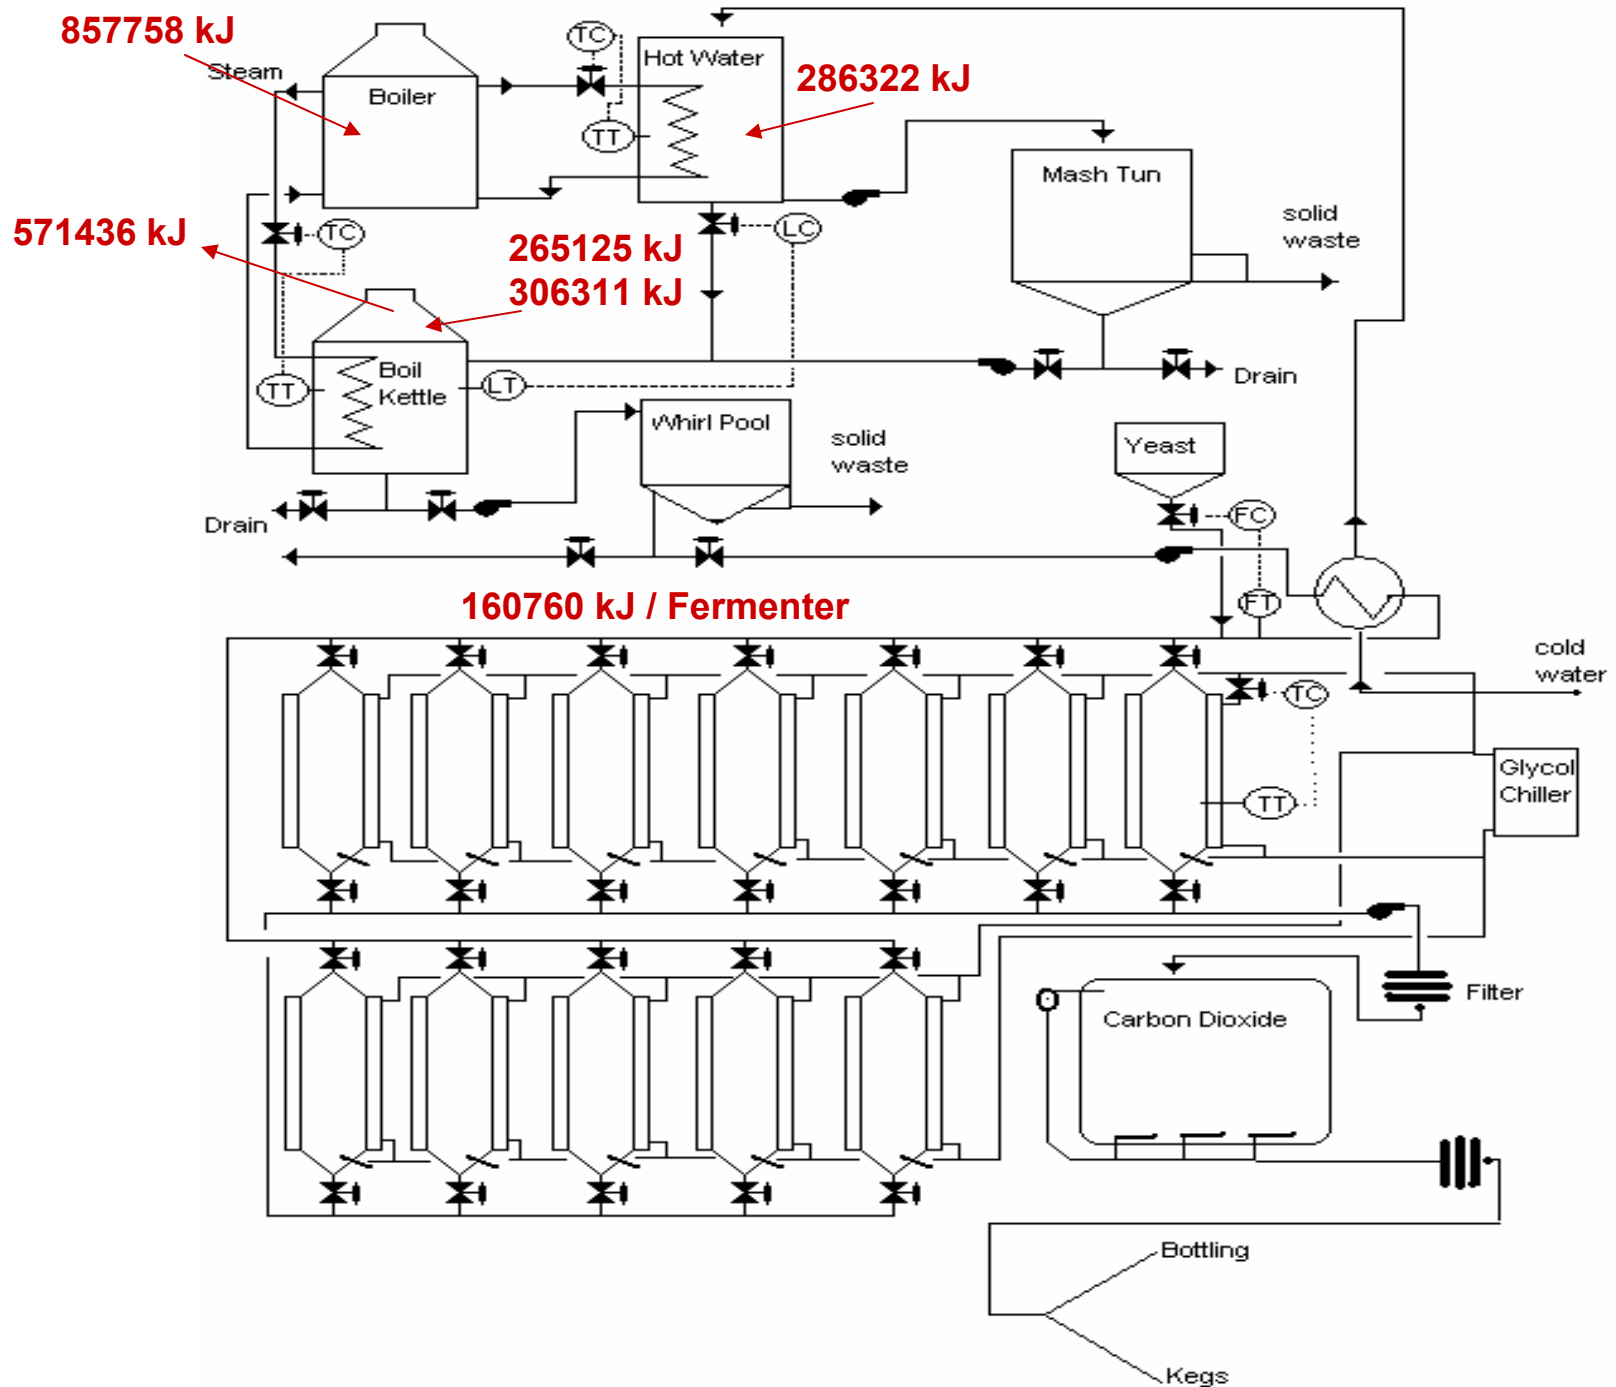 857758 kJ
Steam
Boiler
TC
Hot Water
TT
286322 kJ
Mash Tun
solid
waste
571436 kJ
TC
265125 kJ
306311 kJ
LC
Boil
Kettle
TT
LT
Drain
Whirl Pool
solid
waste
Yeast
Drain
FC
160760 kJ / Fermenter
FT
cold
water
TC
TT
Glycol
Chiller
Filter
Carbon Dioxide
Bottling
Kegs